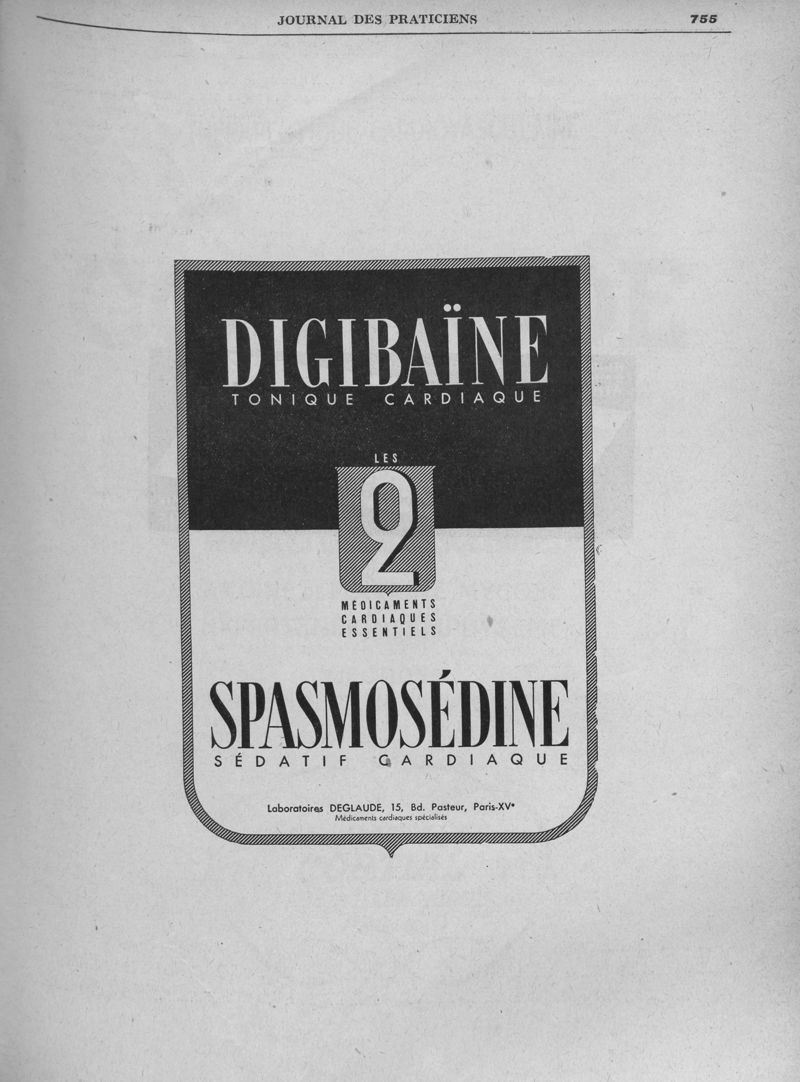 JOURNAL DES PRATICIENS 755
DIGIBAÏNE
TONIQUE CARDIAQUE
LES
2
MÉDICAMENTS
CARDIAQUES
ESSENTIELS
SPASMOSÉDINE
SÉDATIF CARDIAQUE
Laboratoires DEGLAUDE, 15, Bd. Pasteur, Paris-XVᵉ
Médicaments cardiaques spécialisés